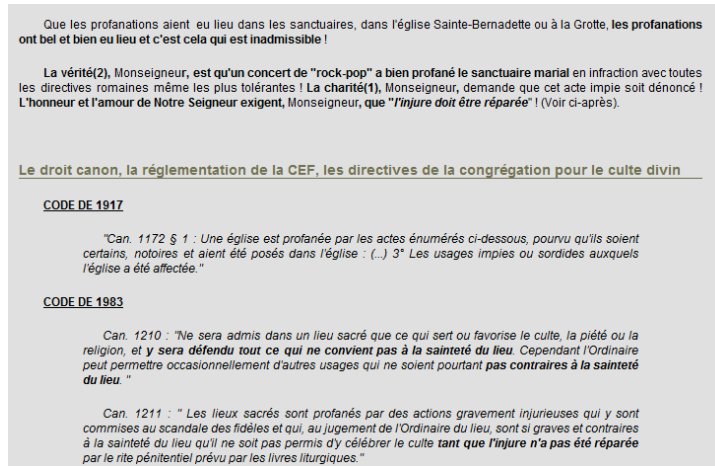 Que les profanations aient eu lieu dans les sanctuaires, dans l'église Sainte-Bernadette ou à la Grotte, les profanations
ont bel et bien eu lieu et c'est cela qui est inadmissible !
La vérité(2), Monseigneur, est qu'un concert de "rock-pop" a bien profané le sanctuaire marial en infraction avec toutes
les directives romaines même les plus tolérantes ! La charité(1), Monseigneur, demande que cet acte impie soit dénoncé !
L'honneur et l'amour de Notre Seigneur exigent, Monseigneur, que "l'injure doit être réparée" ! (Voir ci-après).
Le droit canon, la réglementation de la CEF, les directives de la congrégation pour le culte divin
CODE DE 1917
"Can. 1172 § 1 : Une église est profanée par les actes énumérés ci-dessous, pourvu qu'ils soient
certains, notoires et aient été posés dans l'église : (...) 3° Les usages impies ou sordides auxquels
l'église a été affectée."
CODE DE 1983
Can. 1210 : "Ne sera admis dans un lieu sacré que ce qui sert ou favorise le culte, la piété ou la
religion, et y sera défendu tout ce qui ne convient pas à la sainteté du lieu. Cependant l'Ordinaire
peut permettre occasionnellement d'autres usages qui ne soient pourtant pas contraires à la sainteté
du lieu. "
Can. 1211 : " Les lieux sacrés sont profanés par des actions gravement injurieuses qui y sont
commises au scandale des fidèles et qui, au jugement de l'Ordinaire du lieu, sont si graves et contraires
à la sainteté du lieu qu'il ne soit pas permis d'y célébrer le culte tant que l'injure n'a pas été réparée
par le rite pénitentiel prévu par les livres liturgiques."